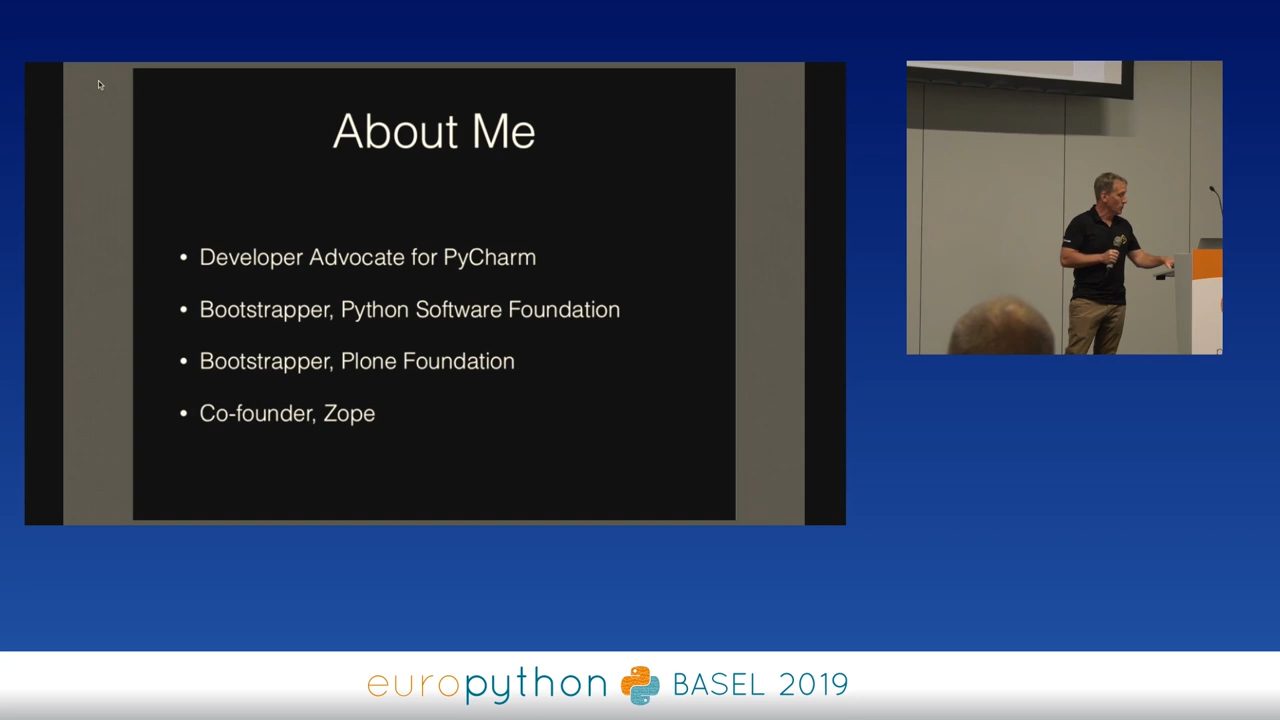 About Me
• Developer Advocate for PyCharm
• Bootstrapper, Python Software Foundation
• Bootstrapper, Plone Foundation
• Co-founder, Zope
europython BASEL 2019